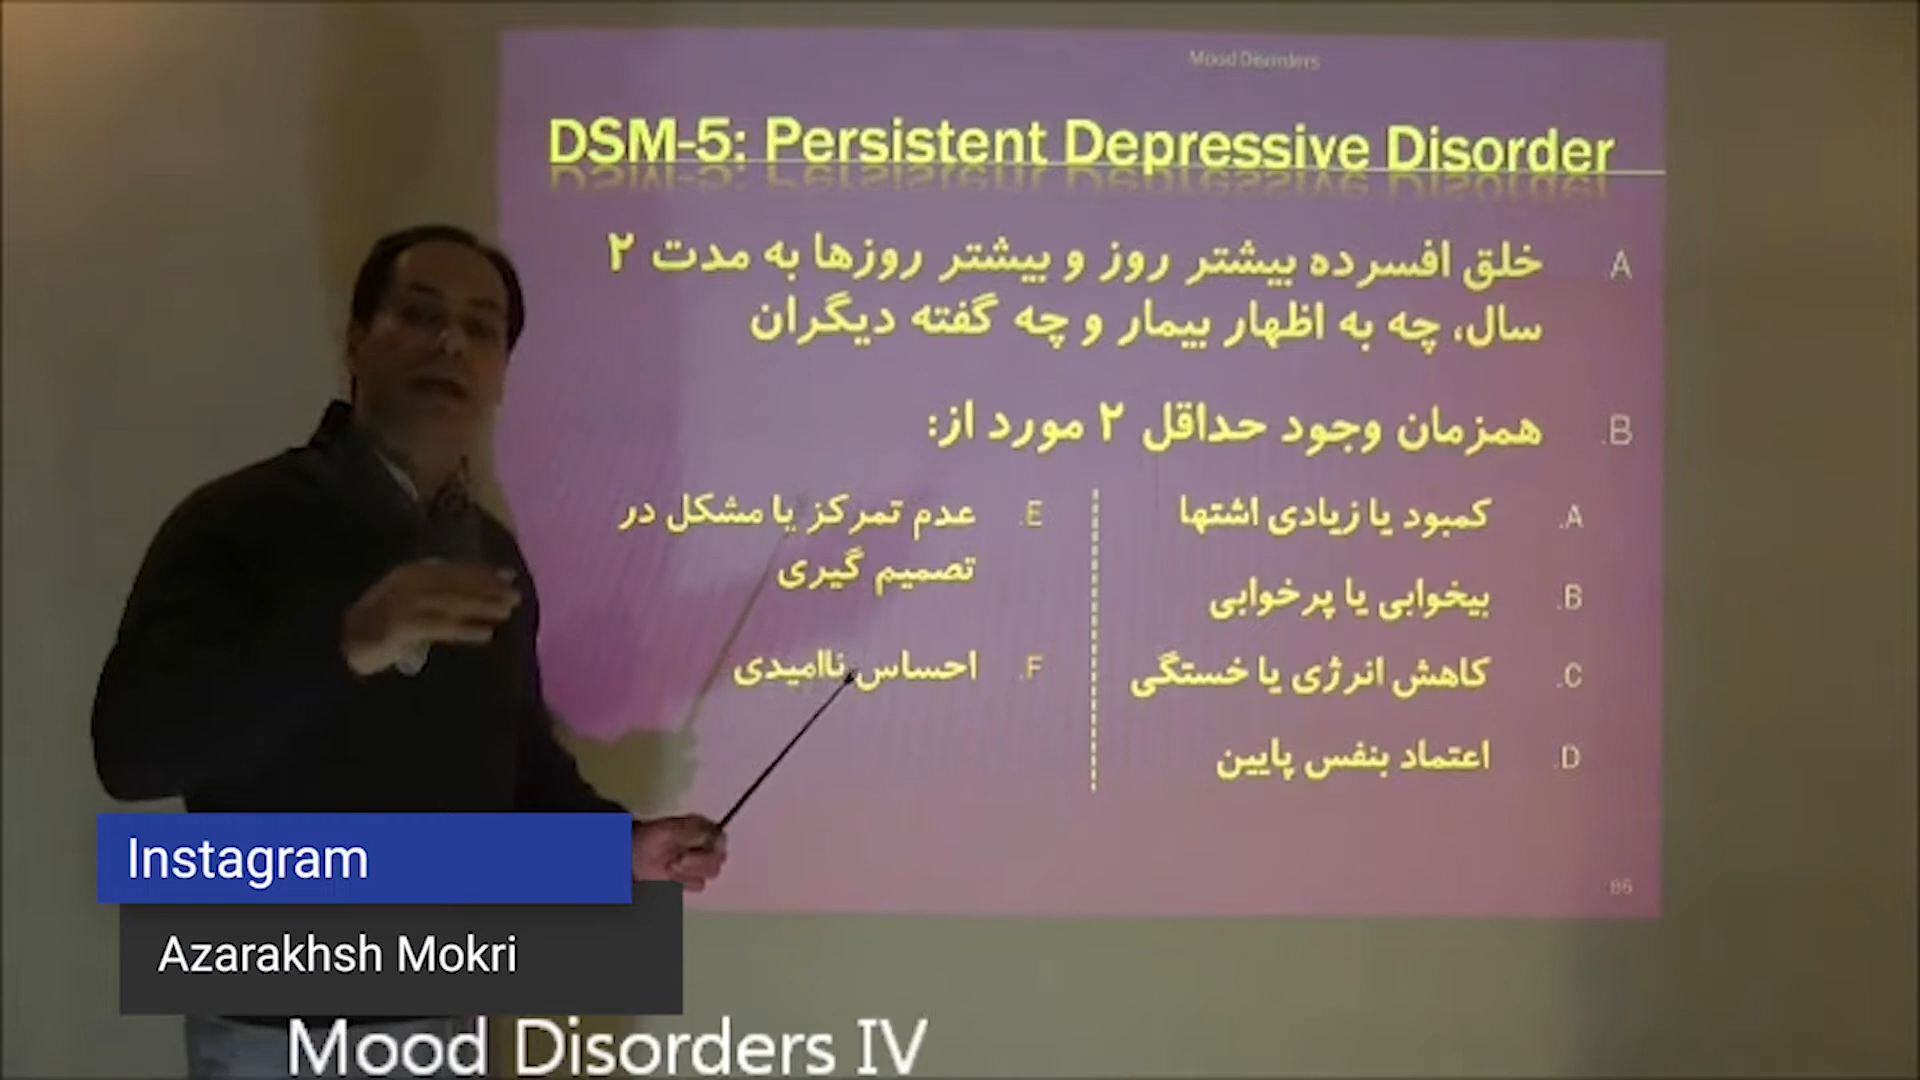 Mood Disorders
DSM-5: Persistent Depressive Disorder
A. خلق افسرده بیشتر روز و بیشتر روزها به مدت ۲
سال، چه به اظهار بیمار و چه گفته دیگران
B. همزمان وجود حداقل ۲ مورد از:
A. کمبود یا زیادی اشتها
B. بیخوابی یا پرخوابی
C. کاهش انرژی یا خستگی
D. اعتماد بنفس پایین
E. عدم تمرکز یا مشکل در
تصمیم گیری
F. احساس ناامیدی
86
Instagram
Azarakhsh Mokri
Mood Disorders IV